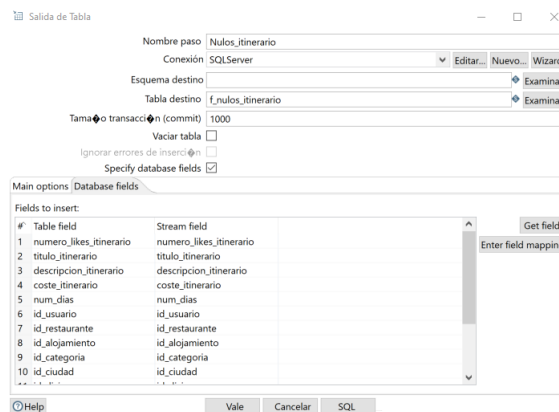 Salida de Tabla
Nombre paso Nulos_itinerario
Conexión SQLServer Editar... Nuevo... Wizard
Esquema destino Examina
Tabla destino f_nulos_itinerario Examina
Tama�o transacci�n (commit) 1000
Vaciar tabla
Ignorar errores de inserci�n
Specify database fields
Main options Database fields
Fields to insert:
# Table field Stream field Get field
1 numero_likes_itinerario numero_likes_itinerario Enter field mappin
2 titulo_itinerario titulo_itinerario
3 descripcion_itinerario descripcion_itinerario
4 coste_itinerario coste_itinerario
5 num_dias num_dias
6 id_usuario id_usuario
7 id_restaurante id_restaurante
8 id_alojamiento id_alojamiento
9 id_categoria id_categoria
10 id_ciudad id_ciudad
Help Vale Cancelar SQL